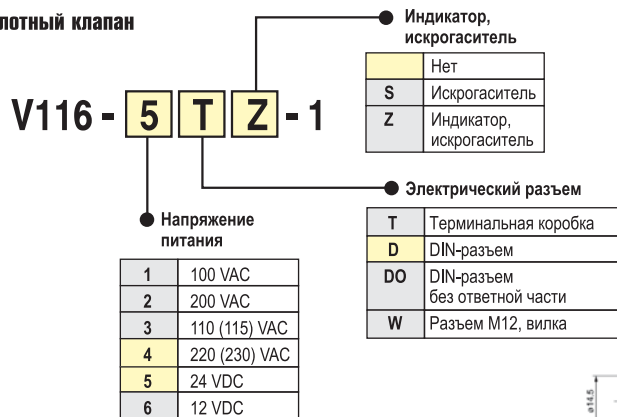 лотный клапан
Индикатор,
искрогаситель
Нет
S Искрогаситель
Z Индикатор,
искрогаситель
V116 - 5 T Z - 1
Электрический разъем
T Терминальная коробка
D DIN-разъем
DO DIN-разъем
без ответной части
W Разъем M12, вилка
Напряжение
питания
1 100 VAC
2 200 VAC
3 110 (115) VAC
4 220 (230) VAC
5 24 VDC
6 12 VDC
ø14.5